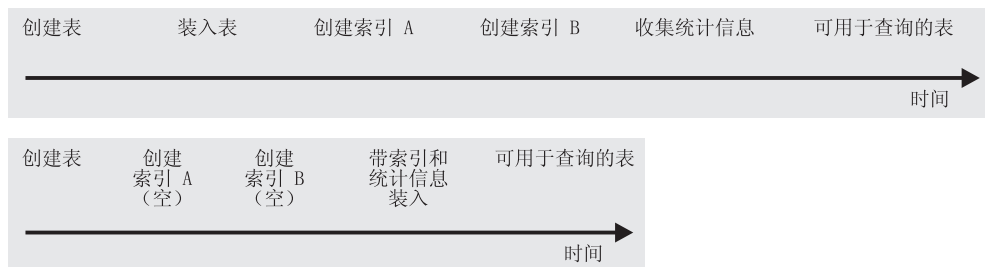 创建表 装入表 创建索引 A 创建索引 B 收集统计信息 可用于查询的表
时间
创建表 创建 创建 带索引和 可用于查询的表
索引 A 索引 B 统计信息
（空） （空） 装入
时间